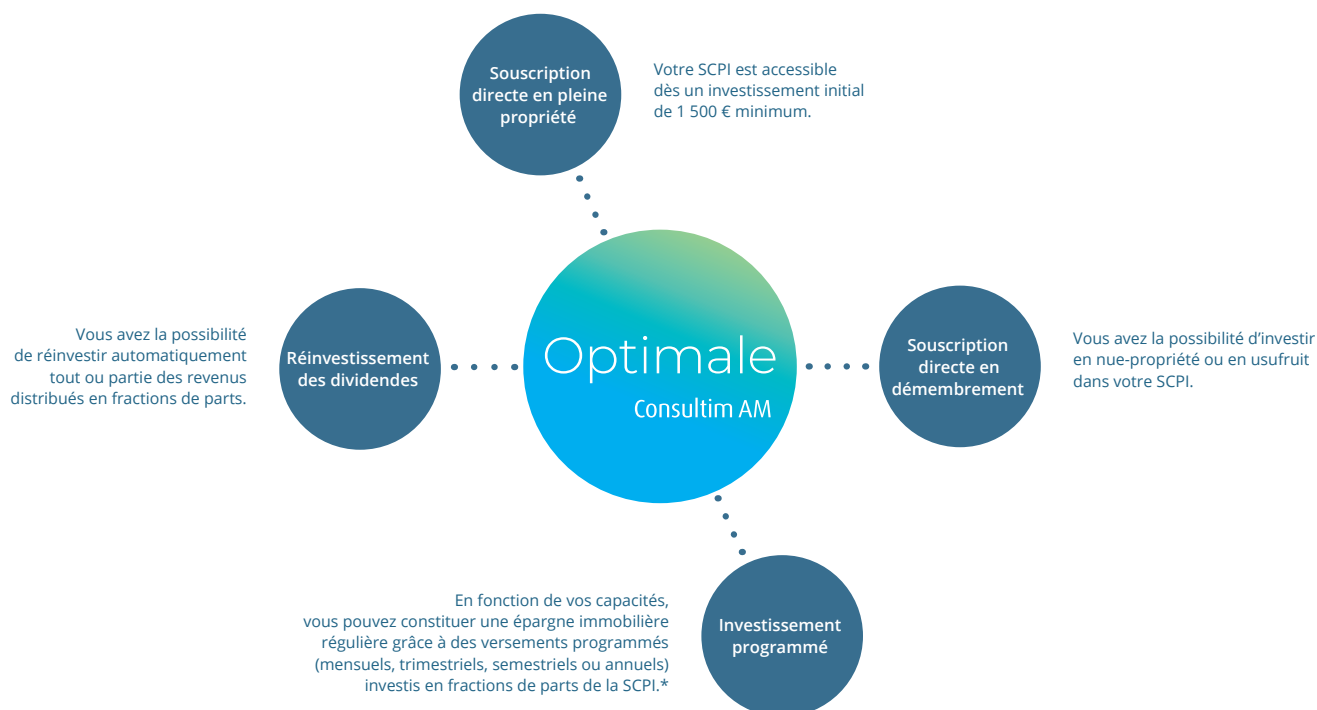 Souscription
directe en pleine
propriété
Votre SCPI est accessible
dès un investissement initial
de 1 500 € minimum.
Vous avez la possibilité
de réinvestir automatiquement
tout ou partie des revenus
distribués en fractions de parts.
Réinvestissement
des dividendes
Optimale
Consultim AM
Souscription
directe en
démembrement
Vous avez la possibilité d’investir
en nue-propriété ou en usufruit
dans votre SCPI.
En fonction de vos capacités,
vous pouvez constituer une épargne immobilière
régulière grâce à des versements programmés
(mensuels, trimestriels, semestriels ou annuels)
investis en fractions de parts de la SCPI.*
Investissement
programmé